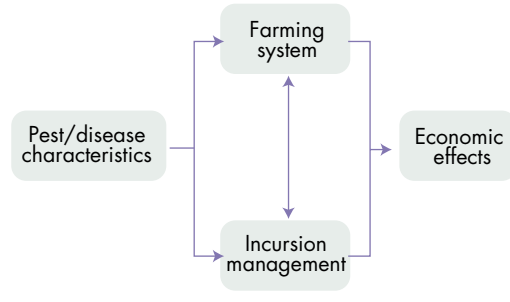 Farming
system
Pest/disease
characteristics
Economic
effects
Incursion
management